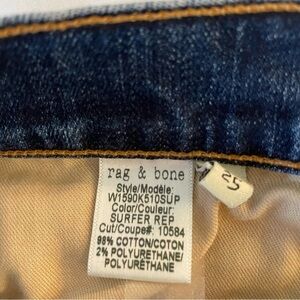 rag & bone
Style/Modèle:
W1590K510SUP
Color/Couleur:
SURFER REP
Cut/Coupe#: 10584
98% COTTON/COTON
2% POLYURETHANE/
POLYURÉTHANE
25